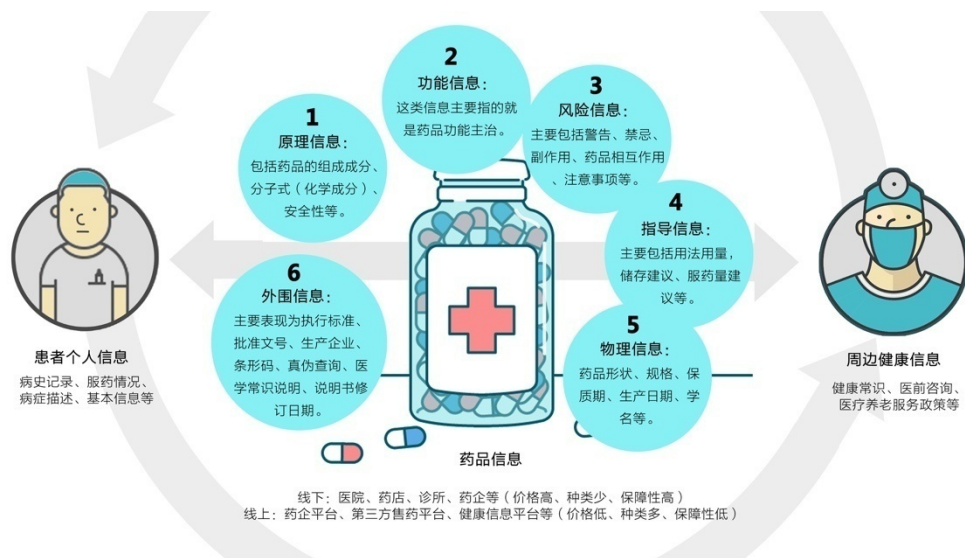 1
原理信息：
包括药品的组成成分、
分子式（化学成分）、
安全性等。
2
功能信息：
这类信息主要指的就
是药品功能主治。
3
风险信息：
主要包括警告、禁忌、
副作用、药品相互作用
、注意事项等。
4
指导信息：
主要包括用法用量，
储存建议、服药量建
议等。
5
物理信息：
药品形状、规格、保
质期、生产日期、学
名等。
6
外围信息：
主要表现为执行标准、
批准文号、生产企业、
条形码、真伪查询、医
学常识说明、说明书修
订日期。
患者个人信息
病史记录、服药情况、
病症描述、基本信息等
周边健康信息
健康常识、医前咨询、
医疗养老服务政策等
药品信息
线下：医院、药店、诊所、药企等（价格高、种类少、保障性高）
线上：药企平台、第三方售药平台、健康信息平台等（价格低、种类多、保障性低）